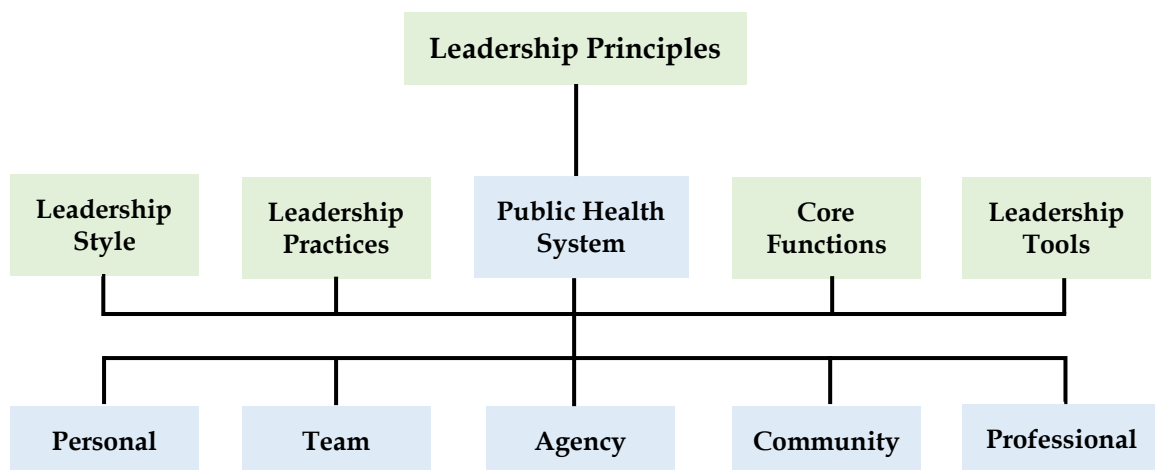 Leadership Principles
Leadership
Style
Leadership
Practices
Public Health
System
Core
Functions
Leadership
Tools
Personal
Team
Agency
Community
Professional